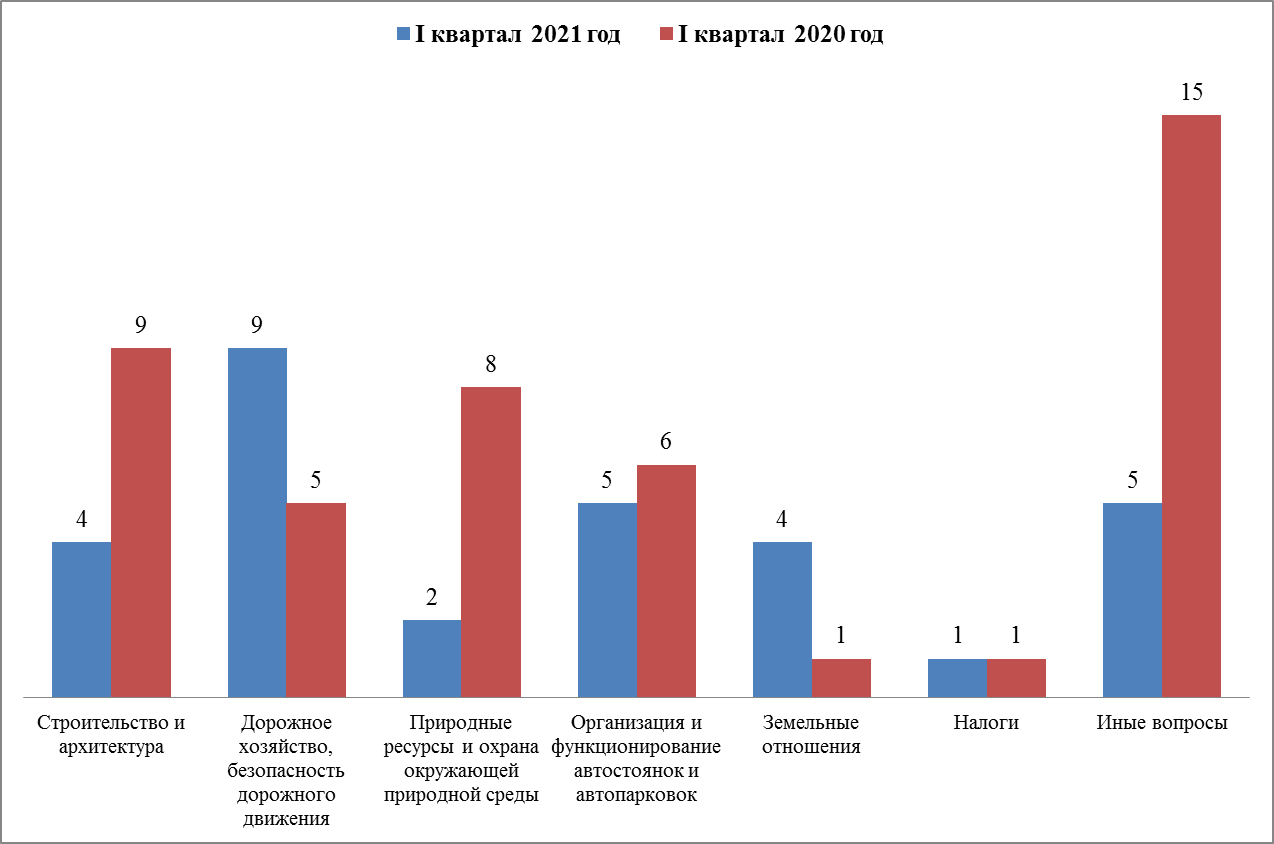 I квартал 2021 год I квартал 2020 год
15
9 9
8
6
5 5 5
4 4
2
1 1 1
Строительство и
архитектура
Дорожное
хозяйство,
безопасность
дорожного
движения
Природные
ресурсы и охрана
окружающей
природной среды
Организация и
функционирование
автостоянок и
автопарковок
Земельные
отношения
Налоги
Иные вопросы